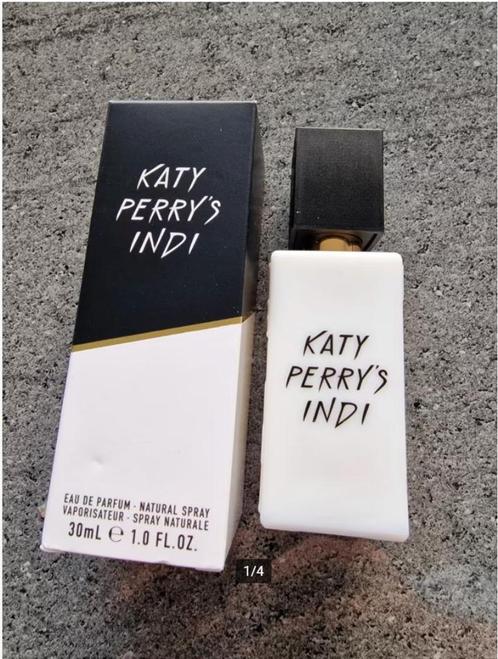 KATY
PERRY'S
INDI
EAU DE PARFUM · NATURAL SPRAY
VAPORISATEUR · SPRAY NATURALE
30mL ℮ 1.0 FL.OZ.
KATY
PERRY'S
INDI
1/4